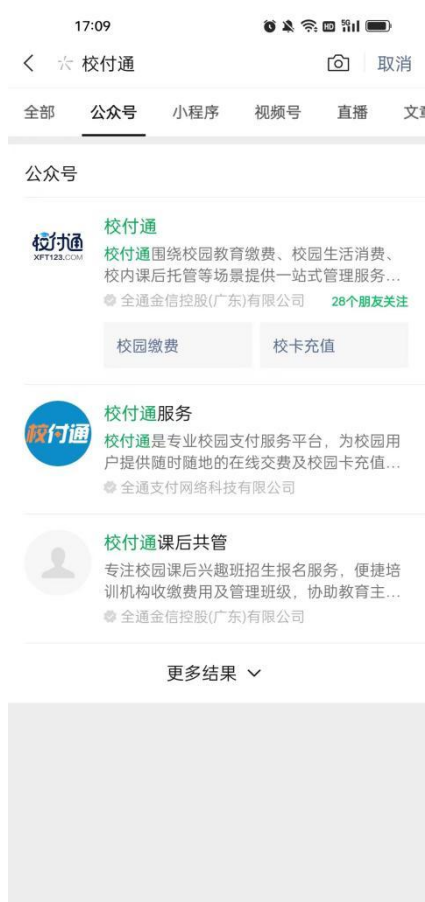 17:09
HD 5G
校付通
取消
全部 公众号 小程序 视频号 直播 文章
公众号
校付通
XFT123.COM
校付通
校付通围绕校园教育缴费、校园生活消费、
校内课后托管等场景提供一站式管理服务...
全通金信控股(广东)有限公司 28个朋友关注
校园缴费 校卡充值
校付通
校付通服务
校付通是专业校园支付服务平台，为校园用
户提供随时随地的在线交费及校园卡充值...
全通支付网络科技有限公司
校付通课后共管
专注校园课后兴趣班招生报名服务，便捷培
训机构收缴费用及管理班级，协助教育主...
全通金信控股(广东)有限公司
更多结果